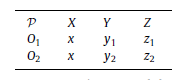 𝒫 X Y Z
O₁ x y₁ z₁
O₂ x y₂ z₂